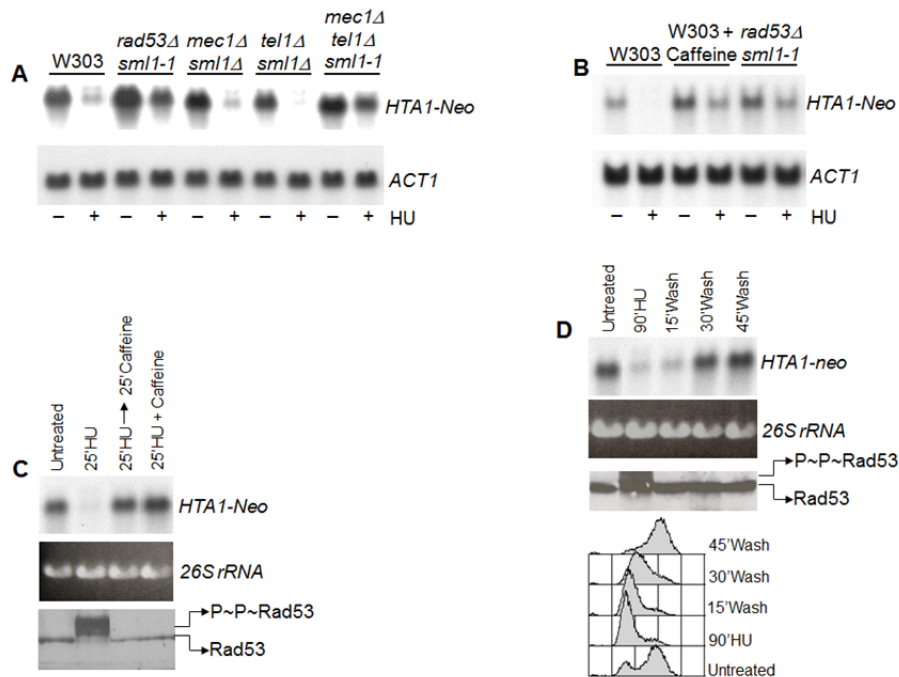 A
W303
rad53Δ sml1-1
mec1Δ sml1Δ
tel1Δ sml1Δ
mec1Δ tel1Δ sml1-1
HTA1-Neo
ACT1
– + – + – + – + – + HU
B
W303
W303 + Caffeine
rad53Δ sml1-1
HTA1-Neo
ACT1
– + – + – + HU
C
Untreated
25'HU
25'HU → 25'Caffeine
25'HU + Caffeine
HTA1-Neo
26S rRNA
P~P~Rad53
Rad53
D
Untreated
90'HU
15'Wash
30'Wash
45'Wash
HTA1-neo
26S rRNA
P~P~Rad53
Rad53
45'Wash
30'Wash
15'Wash
90'HU
Untreated